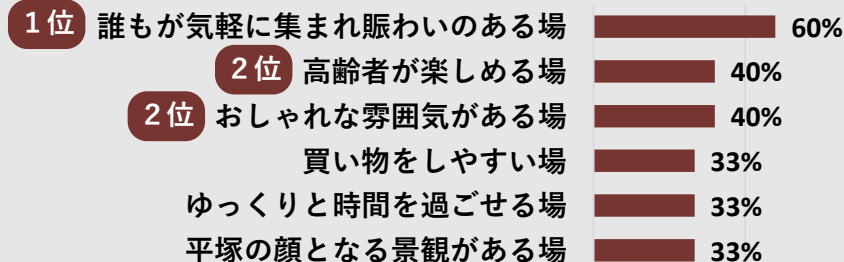 1位 誰もが気軽に集まれ賑わいのある場 60%
2位 高齢者が楽しめる場 40%
2位 おしゃれな雰囲気がある場 40%
買い物をしやすい場 33%
ゆっくりと時間を過ごせる場 33%
平塚の顔となる景観がある場 33%